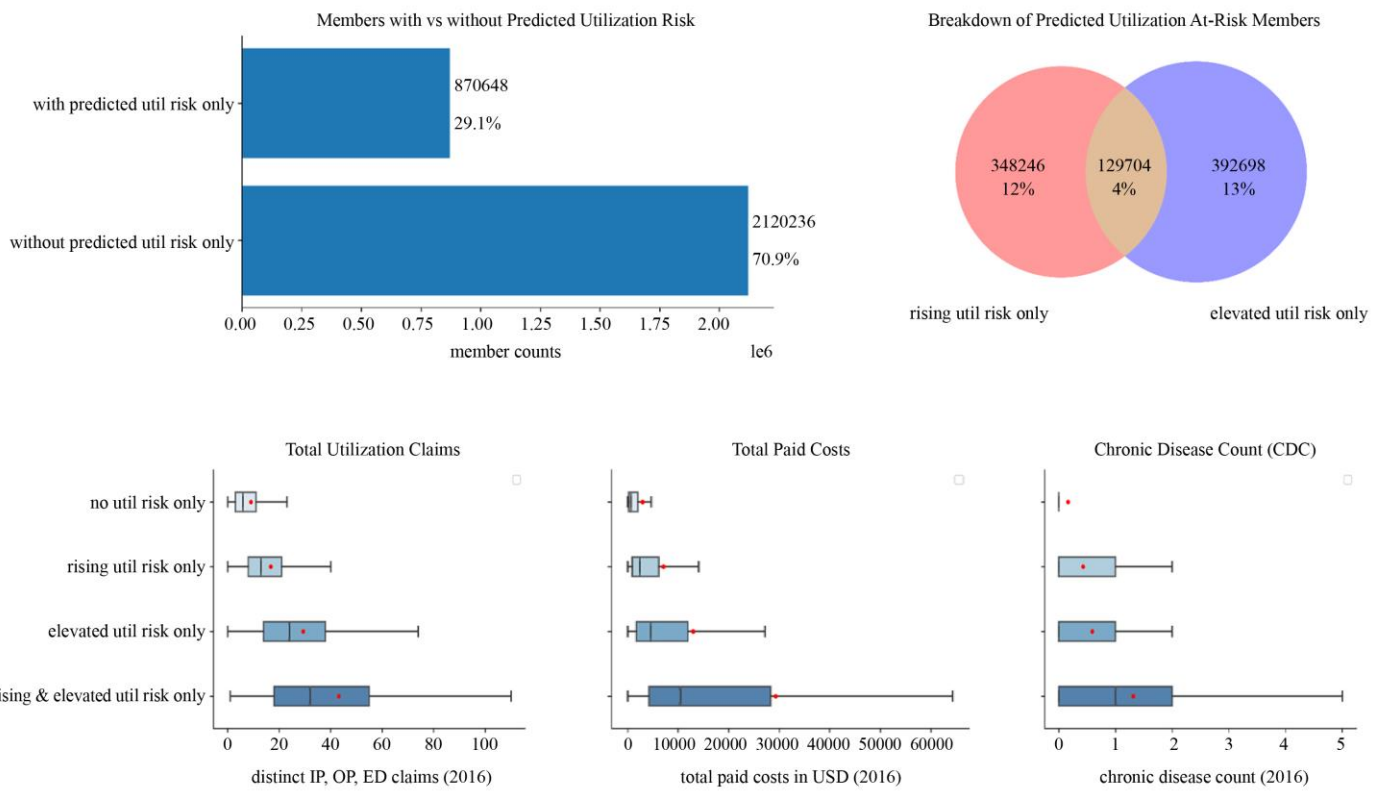 Members with vs without Predicted Utilization Risk
with predicted util risk only
870648
29.1%
without predicted util risk only
2120236
70.9%
0.00 0.25 0.50 0.75 1.00 1.25 1.50 1.75 2.00
member counts
le6
Breakdown of Predicted Utilization At-Risk Members
348246
12%
129704
4%
392698
13%
rising util risk only
elevated util risk only
Total Utilization Claims
no util risk only
rising util risk only
elevated util risk only
ising & elevated util risk only
0 20 40 60 80 100
distinct IP, OP, ED claims (2016)
Total Paid Costs
0 10000 20000 30000 40000 50000 60000
total paid costs in USD (2016)
Chronic Disease Count (CDC)
0 1 2 3 4 5
chronic disease count (2016)